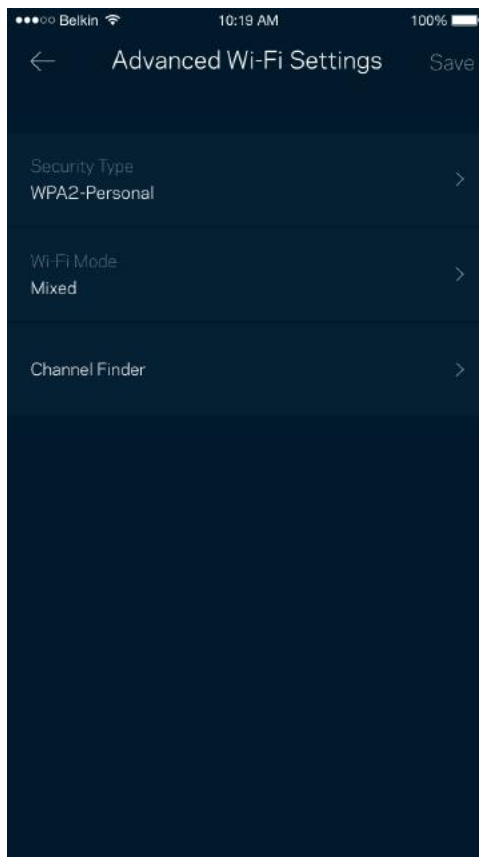 Belkin 10:19 AM 100%
Advanced Wi-Fi Settings Save
Security Type
WPA2-Personal
Wi-Fi Mode
Mixed
Channel Finder